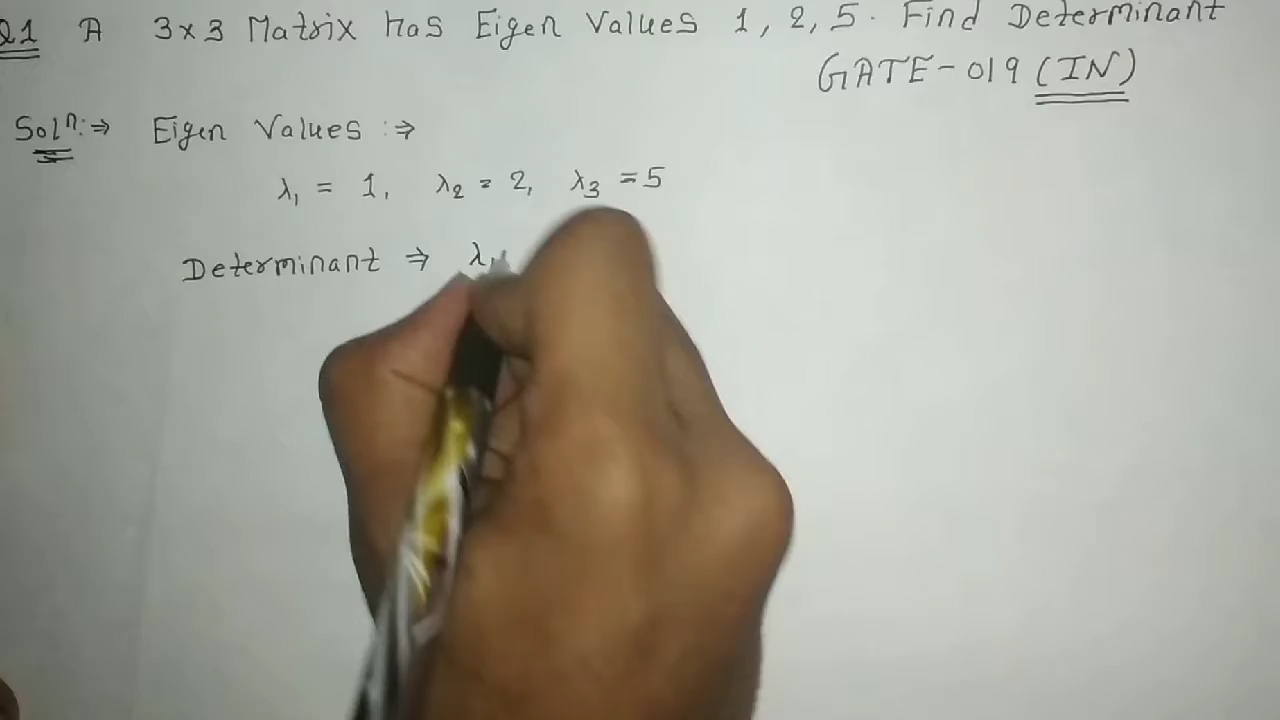 Q1 A 3×3 Matrix has Eigen Values 1, 2, 5. Find Determinant
GATE-019 (IN)
Solⁿ:⇒ Eigen Values :⇒
λ₁ = 1, λ₂ = 2, λ₃ = 5
Determinant ⇒ λ₁